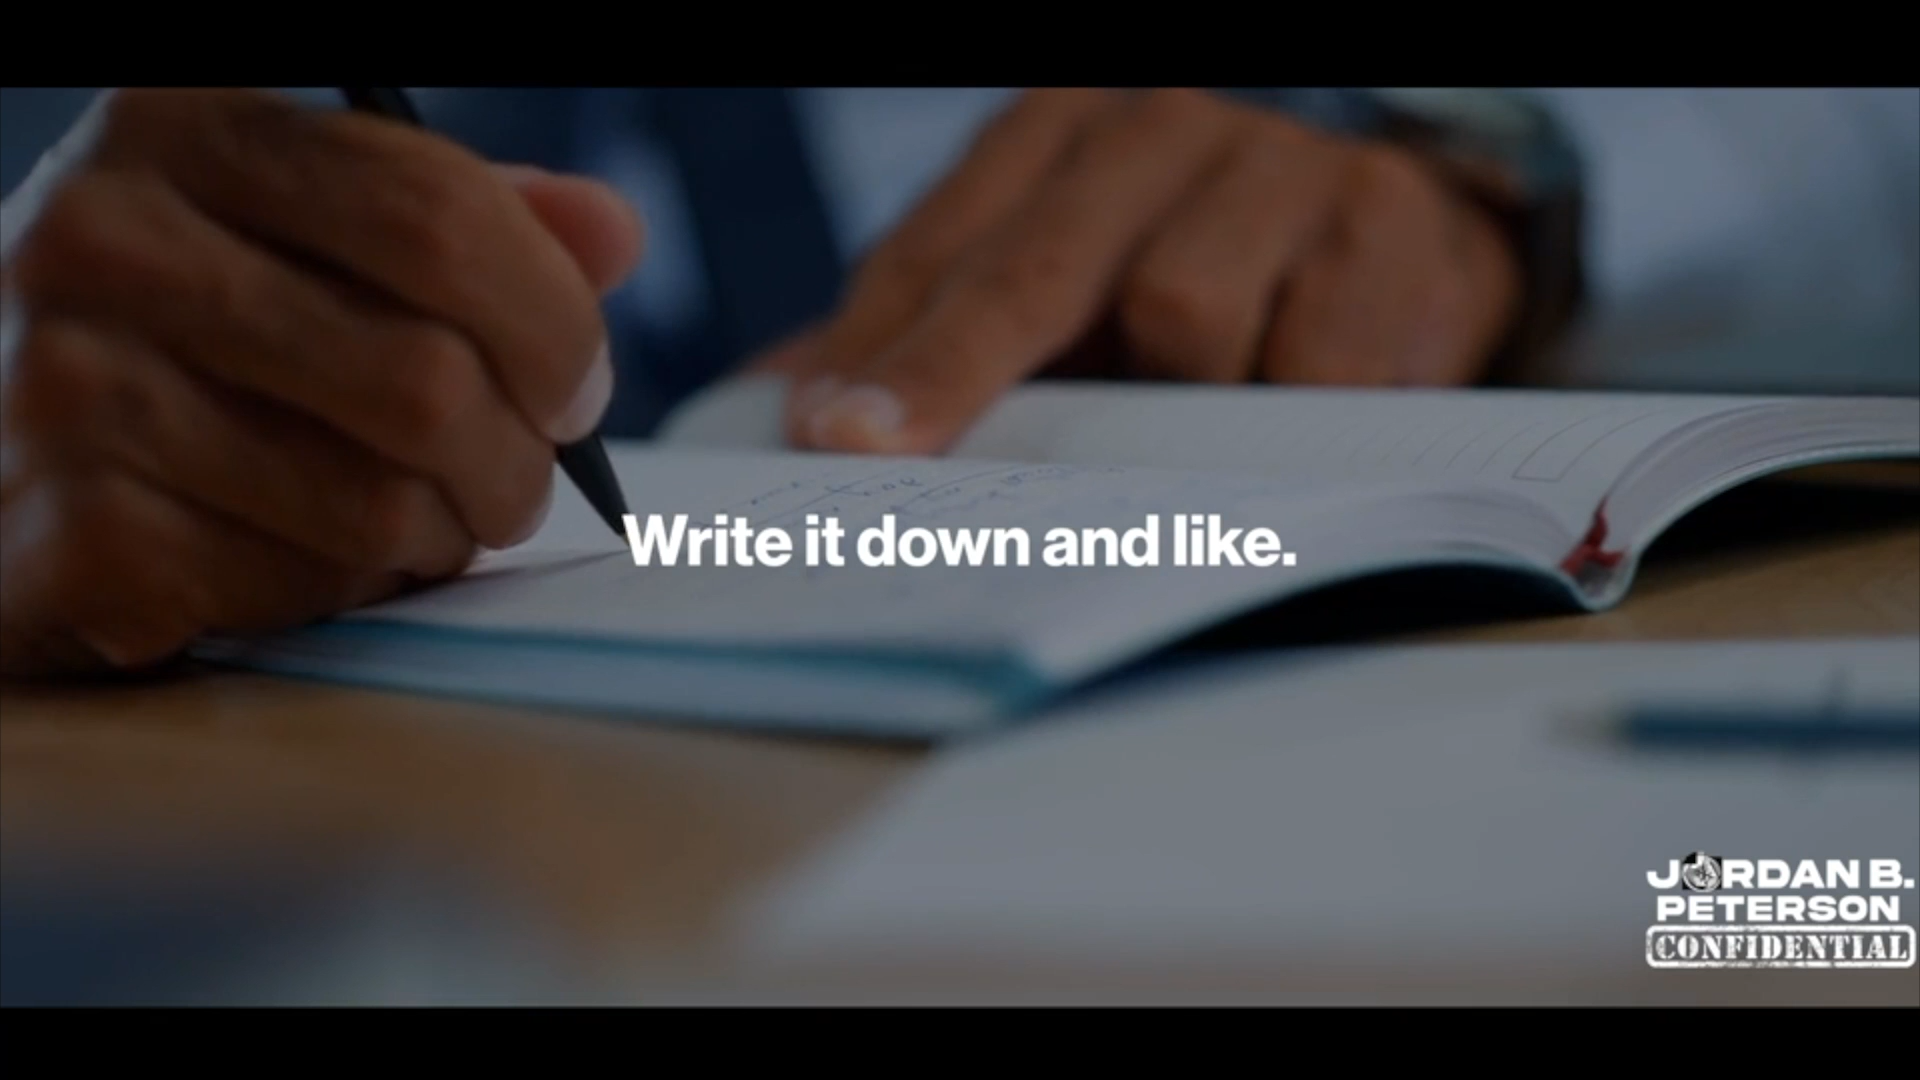 Write it down and like.
JORDAN B.
PETERSON
CONFIDENTIAL